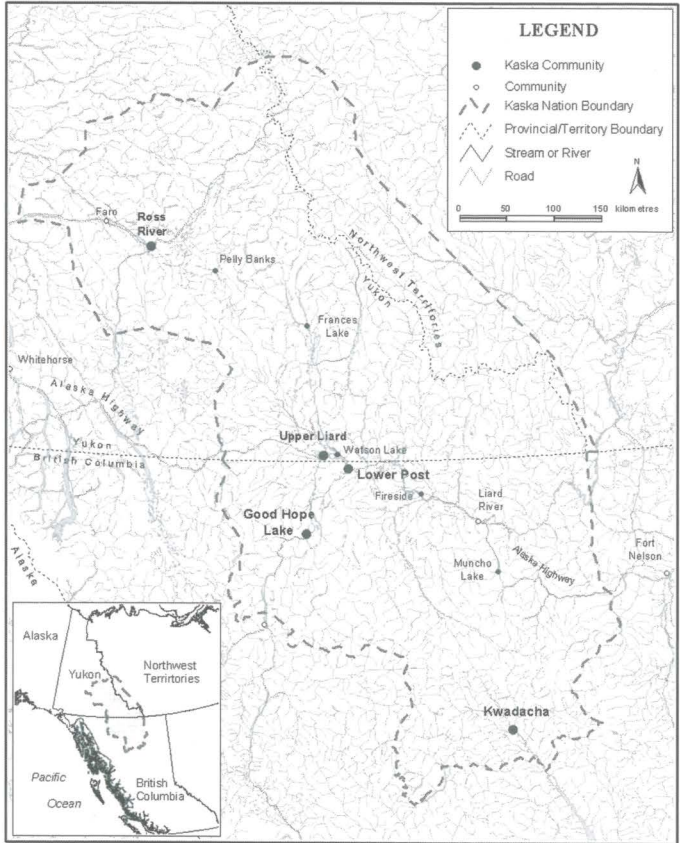 LEGEND
Kaska Community
Community
Kaska Nation Boundary
Provincial/Territory Boundary
Stream or River
Road
N
0 50 100 150 kilometres
Faro
Ross
River
Pelly Banks
Northwest Territories
Yukon
Frances
Lake
Whitehorse
Alaska Highway
Yukon
British Columbia
Upper Liard
Watson Lake
Lower Post
Fireside
Liard
River
Good Hope
Lake
Muncho
Lake
Alaska Highway
Fort
Nelson
Alaska
Kwadacha
Alaska
Yukon
Northwest
Territories
Pacific
Ocean
British
Columbia